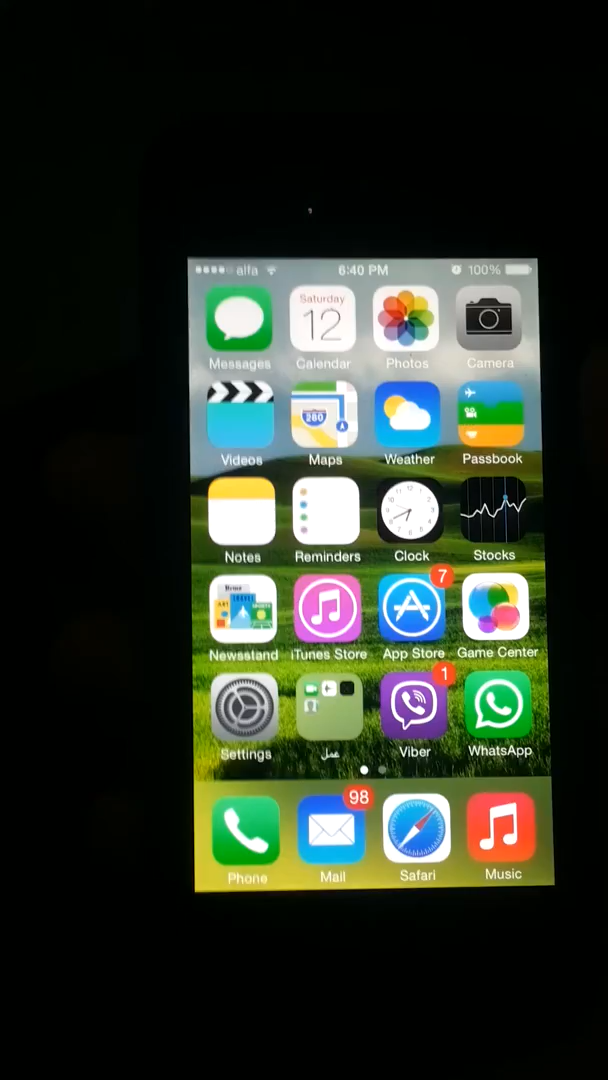 alfa 6:40 PM 100%
Saturday
12
Messages Calendar Photos Camera
280
Videos Maps Weather Passbook
Notes Reminders Clock Stocks
7
Newsstand iTunes Store App Store Game Center
1
Settings عمل Viber WhatsApp
98
Phone Mail Safari Music